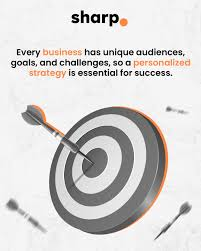 sharp.
Every business has unique audiences,
goals, and challenges, so a personalized
strategy is essential for success.